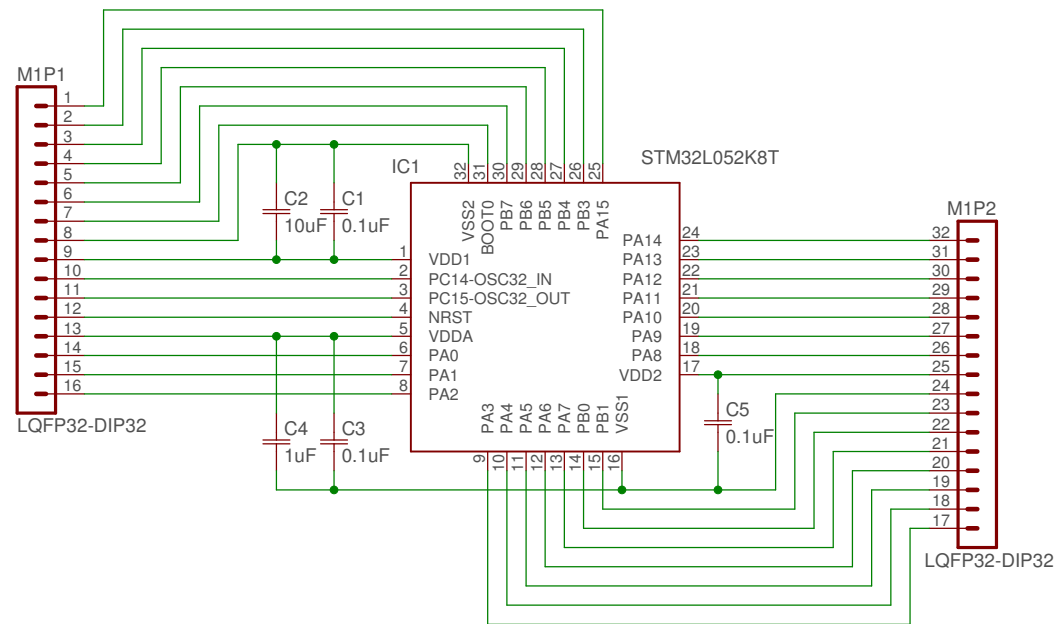 M1P1
1
2
3
4
5
6
7
8
9
10
11
12
13
14
15
16
LQFP32-DIP32
C2
10uF
C1
0.1uF
C4
1uF
C3
0.1uF
IC1
STM32L052K8T
32
31
30
29
28
27
26
25
VSS2
BOOT0
PB7
PB6
PB5
PB4
PB3
PA15
1 VDD1
2 PC14-OSC32_IN
3 PC15-OSC32_OUT
4 NRST
5 VDDA
6 PA0
7 PA1
8 PA2
PA14 24
PA13 23
PA12 22
PA11 21
PA10 20
PA9 19
PA8 18
VDD2 17
PA3
PA4
PA5
PA6
PA7
PB0
PB1
VSS1
9
10
11
12
13
14
15
16
C5
0.1uF
M1P2
32
31
30
29
28
27
26
25
24
23
22
21
20
19
18
17
LQFP32-DIP32